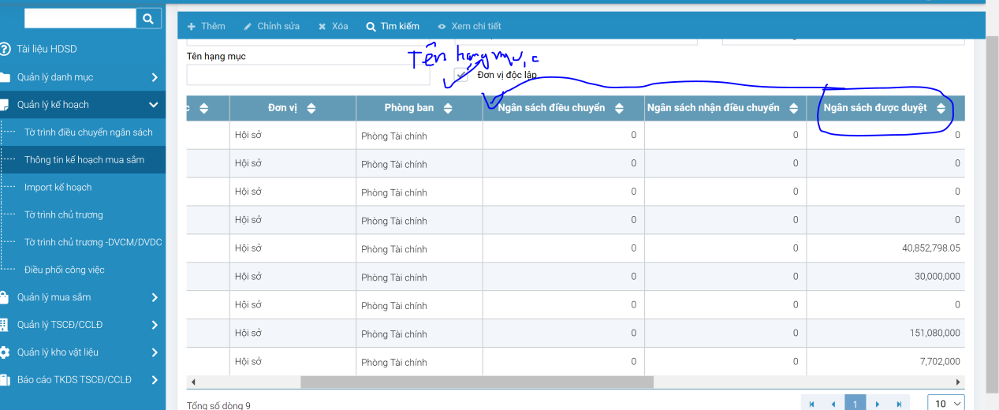 + Thêm Chỉnh sửa × Xóa Tìm kiếm Xem chi tiết
? Tài liệu HDSD
Quản lý danh mục
Quản lý kế hoạch
Tờ trình điều chuyển ngân sách
Thông tin kế hoạch mua sắm
Import kế hoạch
Tờ trình chủ trương
Tờ trình chủ trương -DVCM/DVDC
Điều phối công việc
Quản lý mua sắm
Quản lý TSCĐ/CCLĐ
Quản lý kho vật liệu
Báo cáo TKDS TSCĐ/CCLĐ
Tên hạng mục
Tên hạng mục
Đơn vị độc lập
c Đơn vị Phòng ban Ngân sách điều chuyển Ngân sách nhận điều chuyển Ngân sách được duyệt
Hội sở Phòng Tài chính 0 0 0
Hội sở Phòng Tài chính 0 0 0
Hội sở Phòng Tài chính 0 0 0
Hội sở Phòng Tài chính 0 0 0
Hội sở Phòng Tài chính 0 0 40,852,798.05
Hội sở Phòng Tài chính 0 0 30,000,000
Hội sở Phòng Tài chính 0 0 0
Hội sở Phòng Tài chính 0 0 151,080,000
Hội sở Phòng Tài chính 0 0 7,702,000
Tổng số dòng 9 1 10